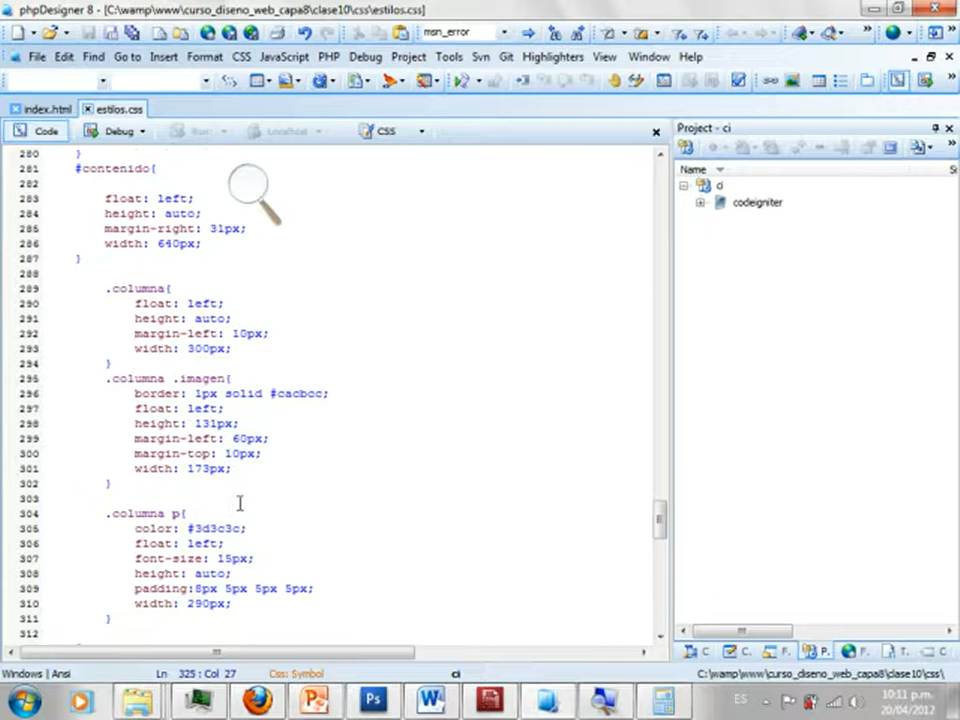 phpDesigner 8 - [C:\wamp\www\curso_diseno_web_capa8\clase10\css\estilos.css]
msn_error
File Edit View Find Go to Insert Format CSS JavaScript PHP Debug Project Tools Svn Git Highlighters View Window Help
index.html estilos.css
Code Debug Run Localhost CSS
Project - ci
Name S
ci
codeigniter
280 }
281 #contenido{
282
283 float: left;
284 height: auto;
285 margin-right: 31px;
286 width: 640px;
287 }
288
289 .columna{
290 float: left;
291 height: auto;
292 margin-left: 10px;
293 width: 300px;
294 }
295 .columna .imagen{
296 border: 1px solid #cacbcc;
297 float: left;
298 height: 131px;
299 margin-left: 60px;
300 margin-top: 10px;
301 width: 173px;
302 }
303
304 .columna p{
305 color: #3d3c3c;
306 float: left;
307 font-size: 15px;
308 height: auto;
309 padding:8px 5px 5px 5px;
310 width: 290px;
311 }
312
C C. F. P. F. T. C
Windows | Ansi Ln 325 : Col 27 Css: Symbol ci C:\wamp\www\curso_diseno_web_capa8\clase10\css\
ES 10:11 p.m.
20/04/2012